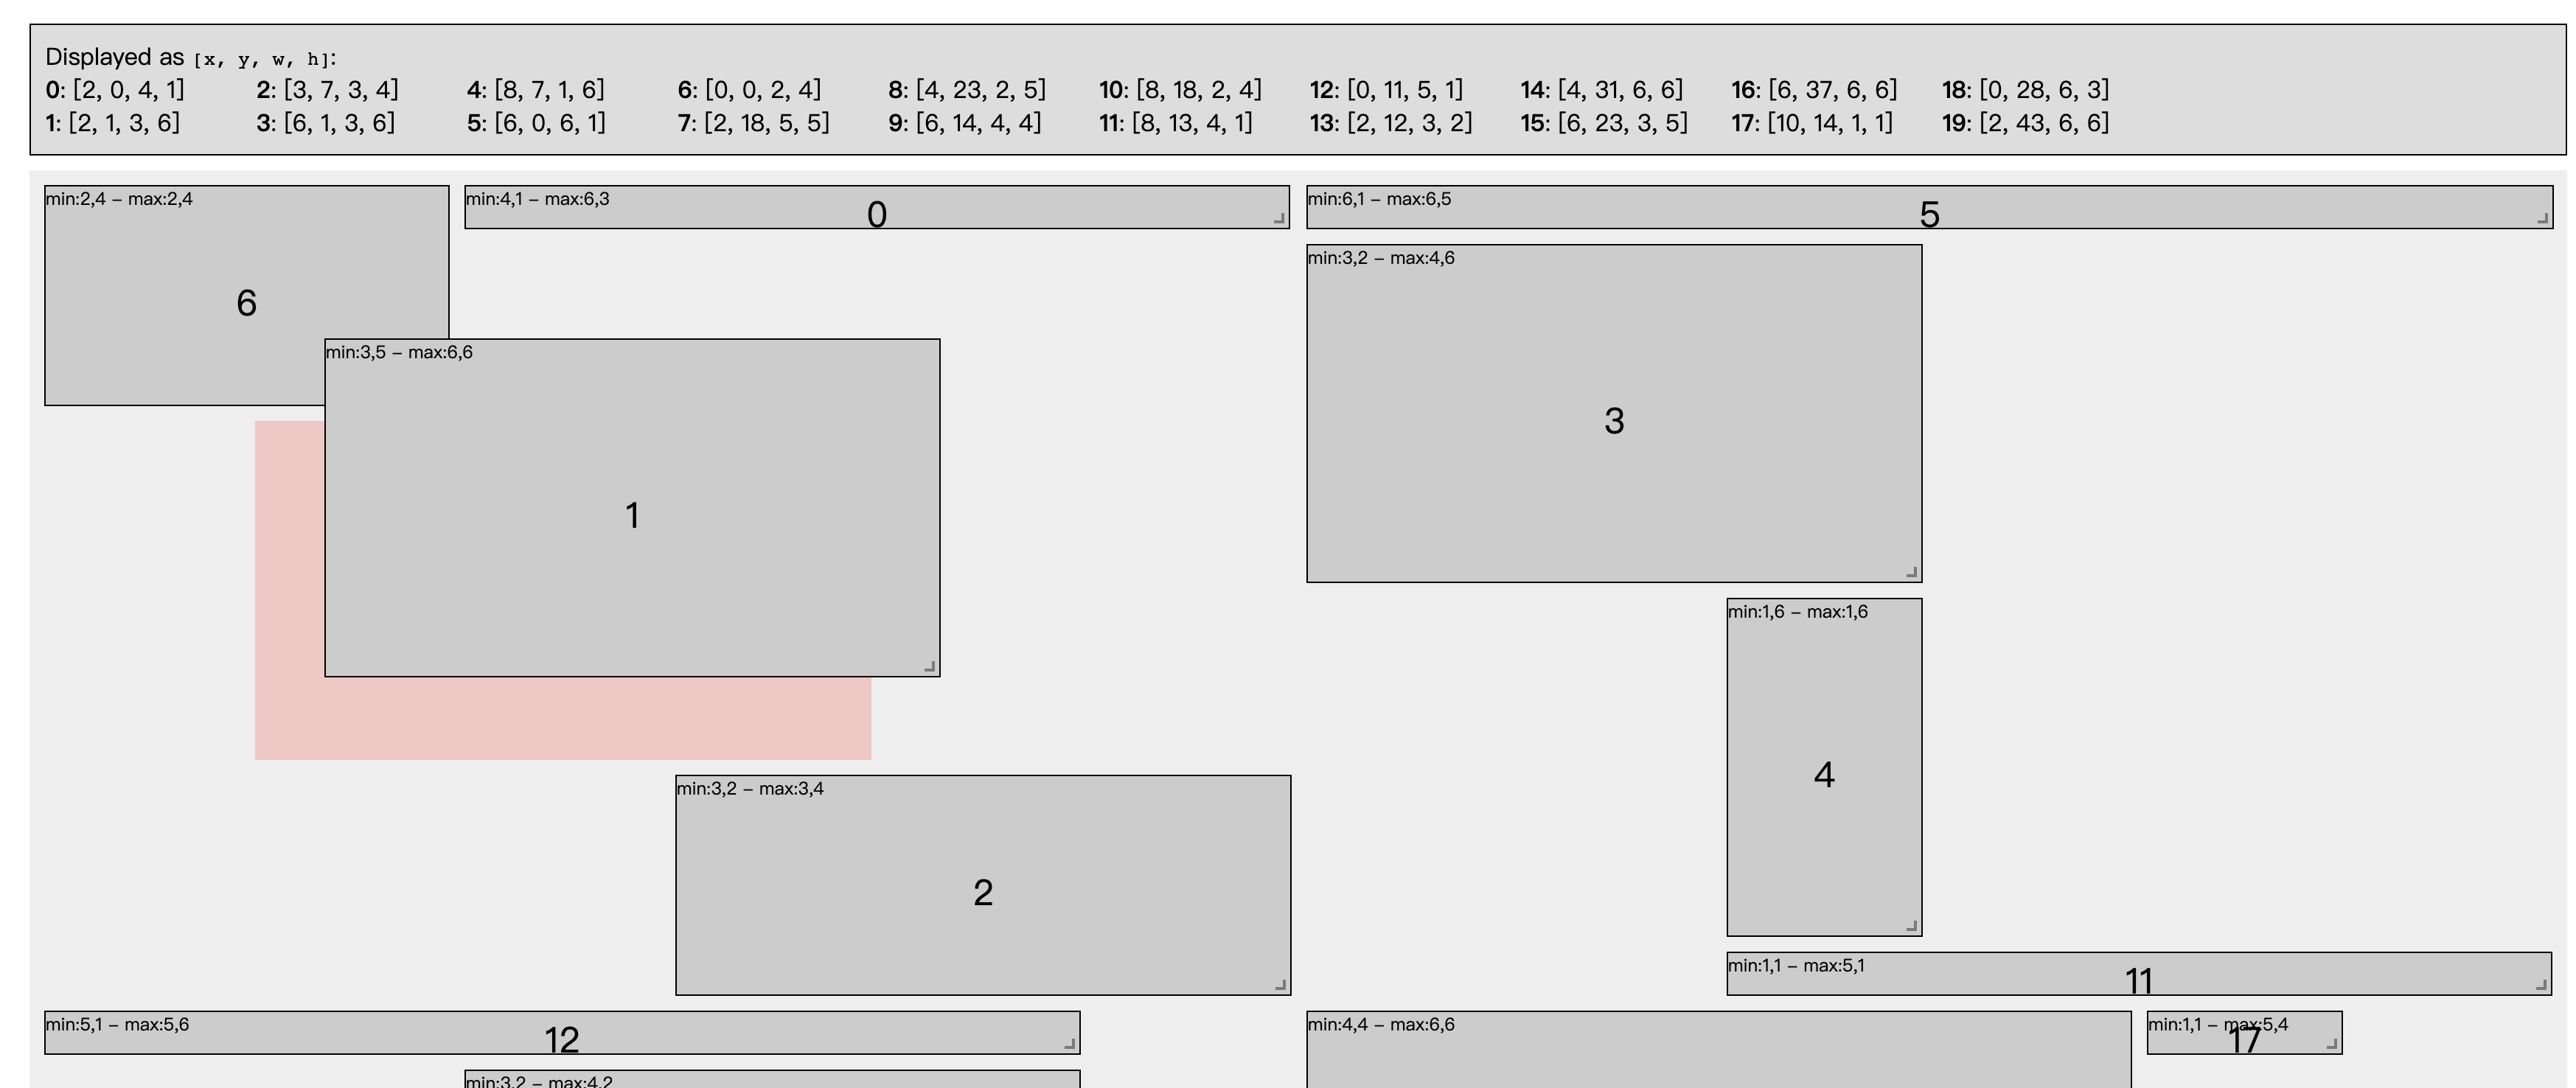 Displayed as [x, y, w, h]:
0: [2, 0, 4, 1] 2: [3, 7, 3, 4] 4: [8, 7, 1, 6] 6: [0, 0, 2, 4] 8: [4, 23, 2, 5] 10: [8, 18, 2, 4] 12: [0, 11, 5, 1] 14: [4, 31, 6, 6] 16: [6, 37, 6, 6] 18: [0, 28, 6, 3]
1: [2, 1, 3, 6] 3: [6, 1, 3, 6] 5: [6, 0, 6, 1] 7: [2, 18, 5, 5] 9: [6, 14, 4, 4] 11: [8, 13, 4, 1] 13: [2, 12, 3, 2] 15: [6, 23, 3, 5] 17: [10, 14, 1, 1] 19: [2, 43, 6, 6]
min:2,4 – max:2,4
6
min:4,1 – max:6,3
0
min:6,1 – max:6,5
5
min:3,2 – max:4,6
3
min:3,5 – max:6,6
1
min:1,6 – max:1,6
4
min:3,2 – max:3,4
2
min:1,1 – max:5,1
11
min:5,1 – max:5,6
12
min:4,4 – max:6,6
min:1,1 – max:5,4
17
min:3,2 – max:4,2